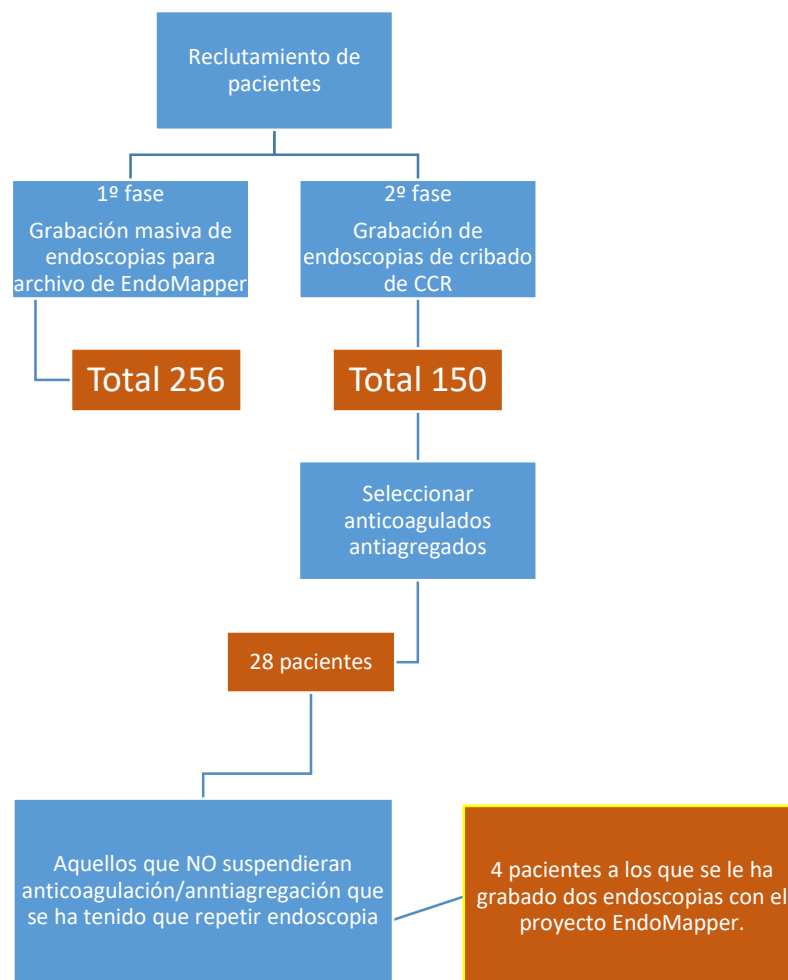 Reclutamiento de
pacientes
1º fase
Grabación masiva de
endoscopias para
archivo de EndoMapper
2º fase
Grabación de
endoscopias de cribado
de CCR
Total 256
Total 150
Seleccionar
anticoagulados
antiagregados
28 pacientes
Aquellos que NO suspendieran
anticoagulación/anntiagregación que
se ha tenido que repetir endoscopia
4 pacientes a los que se le ha
grabado dos endoscopias con el
proyecto EndoMapper.